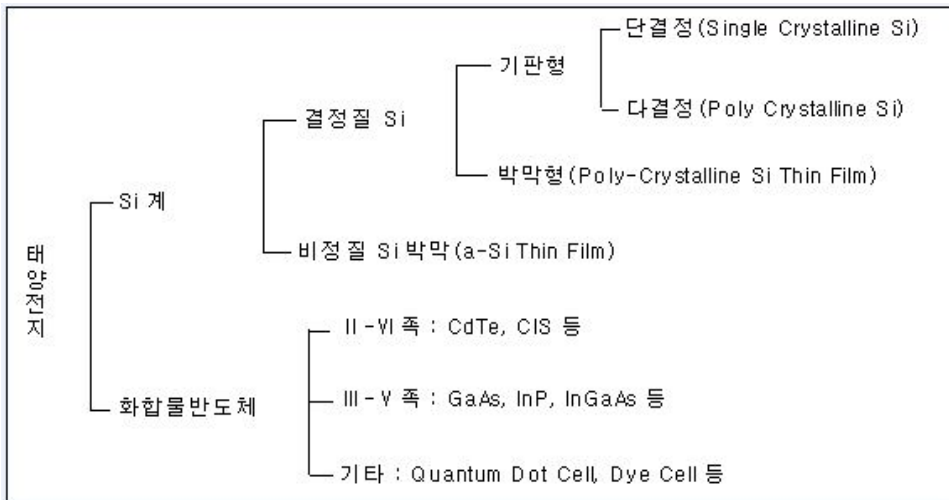 단결정(Single Crystalline Si)
기판형
다결정(Poly Crystalline Si)
결정질 Si
박막형(Poly-Crystalline Si Thin Film)
Si 계
비정질 Si 박막(a-Si Thin Film)
태양전지
II-VI 족 : CdTe, CIS 등
화합물반도체
III-V 족 : GaAs, InP, InGaAs 등
기타 : Quantum Dot Cell, Dye Cell 등